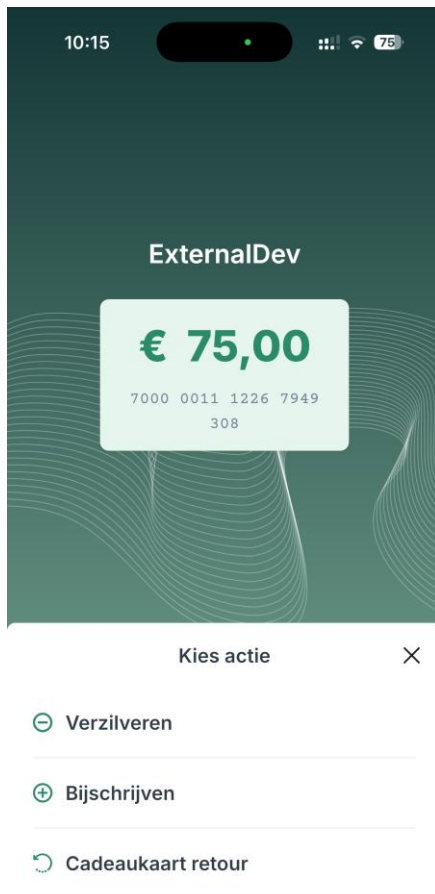 10:15
75
ExternalDev
€ 75,00
7000 0011 1226 7949
308
Kies actie
Verzilveren
Bijschrijven
Cadeaukaart retour